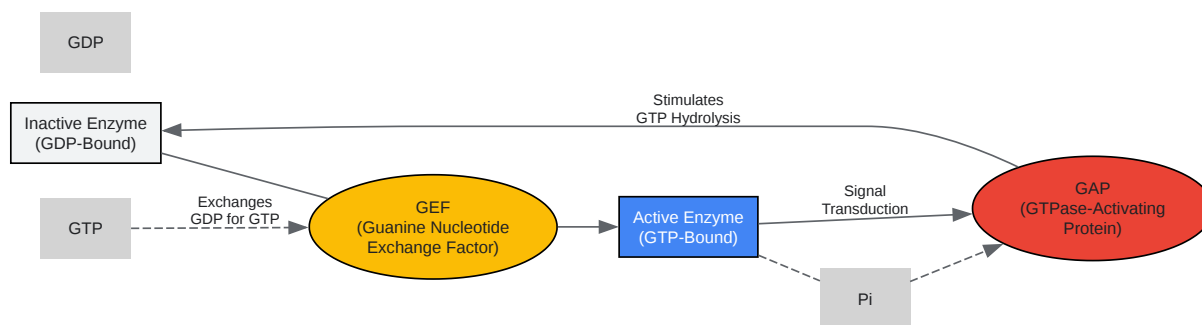 GDP
Inactive Enzyme
(GDP-Bound)
Stimulates
GTP Hydrolysis
GTP
Exchanges
GDP for GTP
GEF
(Guanine Nucleotide
Exchange Factor)
Active Enzyme
(GTP-Bound)
Signal
Transduction
GAP
(GTPase-Activating
Protein)
Pi